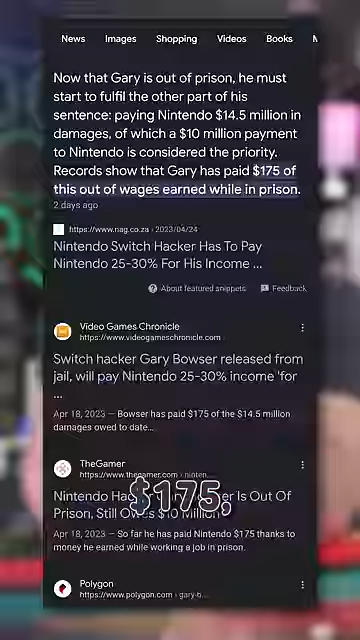 News Images Shopping Videos Books
Now that Gary is out of prison, he must
start to fulfil the other part of his
sentence: paying Nintendo $14.5 million in
damages, of which a $10 million payment
to Nintendo is considered the priority.
Records show that Gary has paid $175 of
this out of wages earned while in prison.
2 days ago
https://www.nag.co.za › 2023/04/24
Nintendo Switch Hacker Has To Pay
Nintendo 25-30% For His Income ...
About featured snippets Feedback
Video Games Chronicle
https://www.videogameschronicle.com
Switch hacker Gary Bowser released from
jail, will pay Nintendo 25-30% income 'for
...
Apr 18, 2023 — Bowser has paid $175 of the $14.5 million
damages owed to date...
TheGamer
https://www.thegamer.com › ninten...
Nintendo Is Out Of
Prison, Still Owes $10 Million
$175,
Apr 18, 2023 — So far he has paid Nintendo $175 thanks to
money he earned while working a job in prison.
Polygon
https://www.polygon.com › gary-b...